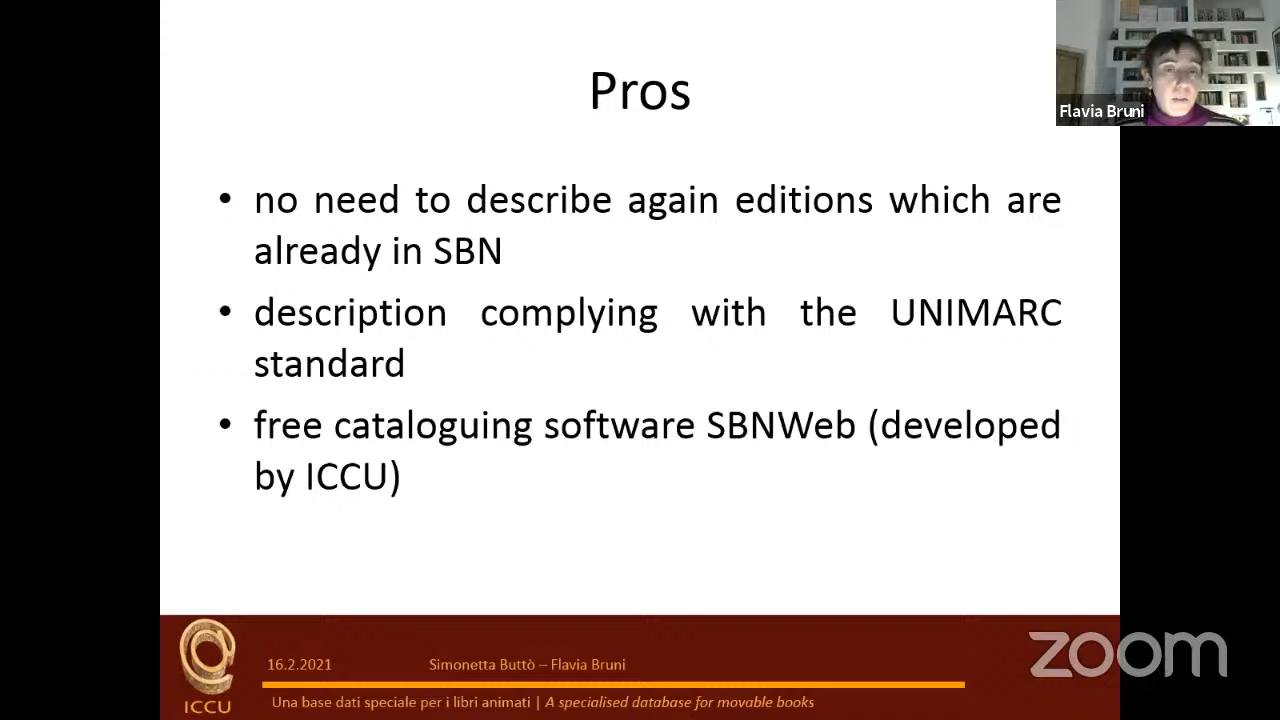 Pros
Flavia Bruni
• no need to describe again editions which are
already in SBN
• description complying with the UNIMARC
standard
• free cataloguing software SBNWeb (developed
by ICCU)
16.2.2021 Simonetta Buttò – Flavia Bruni
zoom
ICCU
Una base dati speciale per i libri animati | A specialised database for movable books